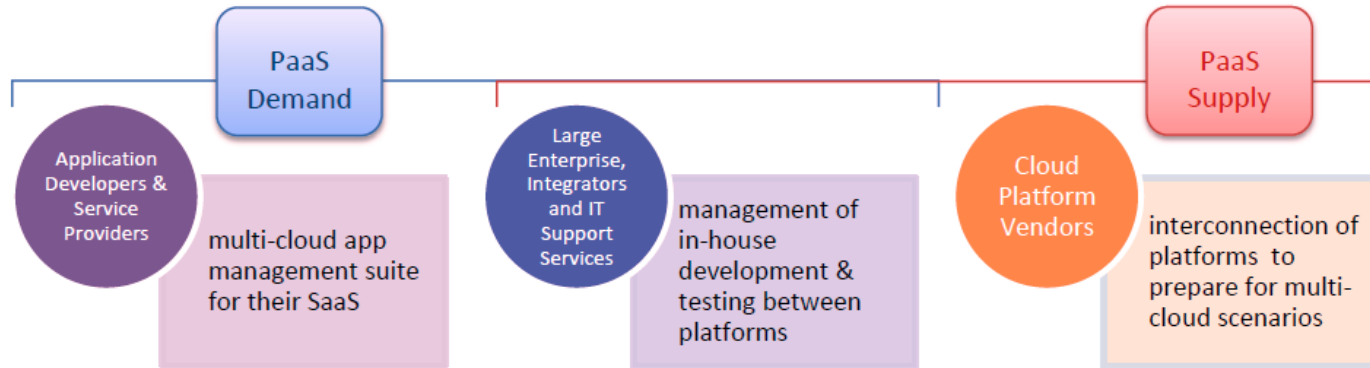 PaaS
Demand
PaaS
Supply
Application
Developers &
Service
Providers
multi-cloud app
management suite
for their SaaS
Large
Enterprise,
Integrators
and IT
Support
Services
management of
in-house
development &
testing between
platforms
Cloud
Platform
Vendors
interconnection of
platforms to
prepare for multi-
cloud scenarios